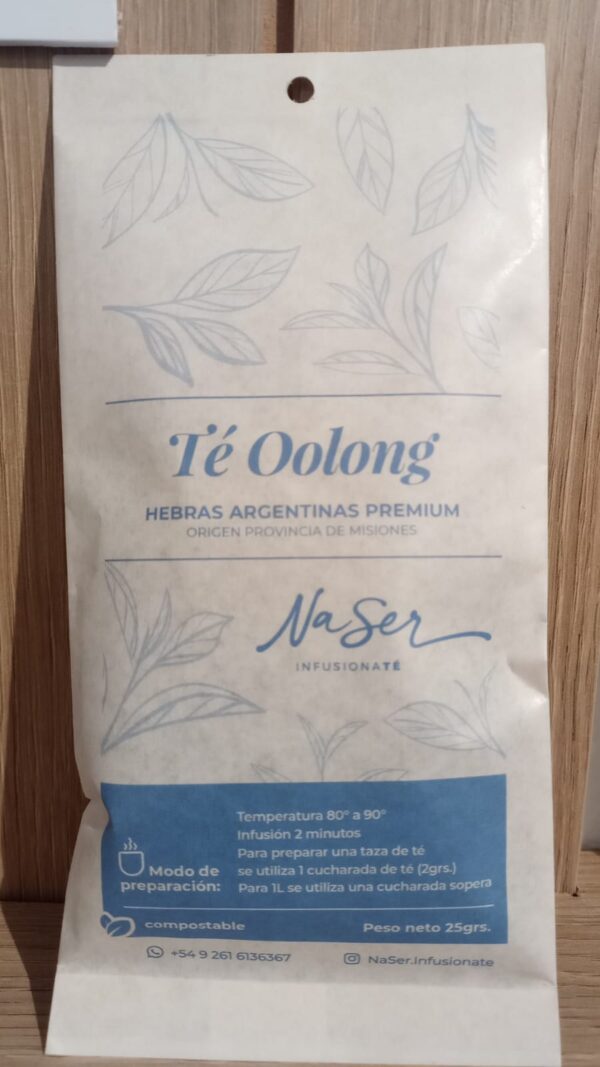 Té Oolong
HEBRAS ARGENTINAS PREMIUM
ORIGEN PROVINCIA DE MISIONES
NaSer
INFUSIONATÉ
Temperatura 80° a 90°
Infusión 2 minutos
Para preparar una taza de té
se utiliza 1 cucharada de té (2grs.)
Para 1L se utiliza una cucharada sopera
Modo de
preparación:
compostable
Peso neto 25grs.
+54 9 261 6136367
NaSer.Infusionate